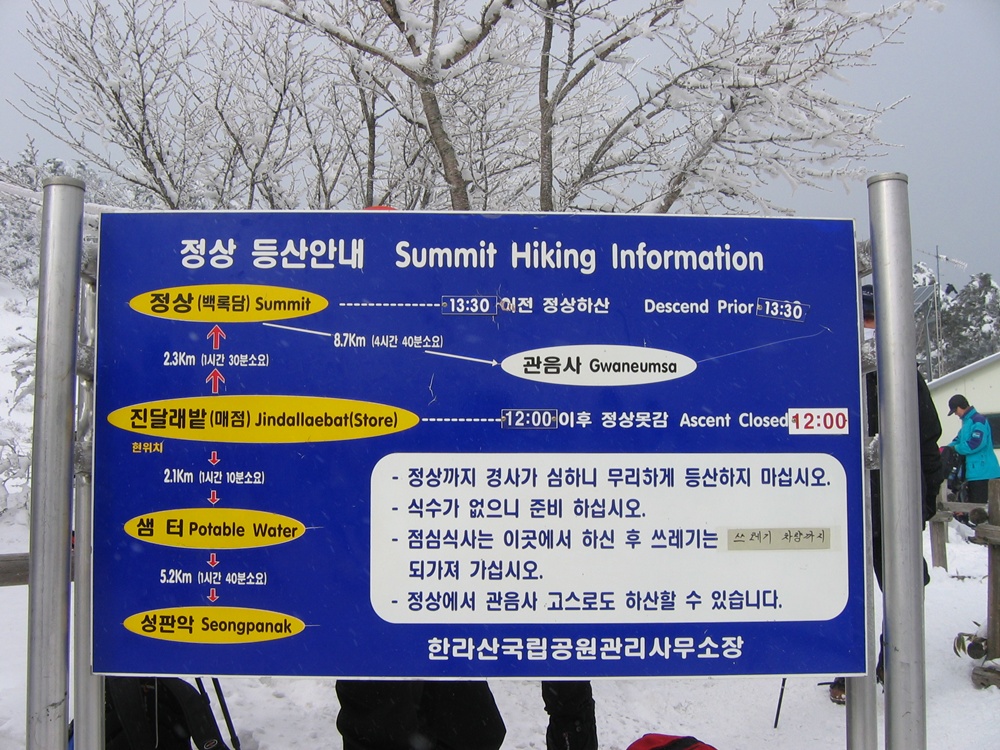 정상 등산안내 Summit Hiking Information
정상(백록담) Summit ---------- 13:30 이전 정상하산 Descend Prior 13:30
8.7Km (4시간 40분소요)
관음사 Gwaneumsa
2.3Km (1시간 30분소요)
진달래밭(매점) Jindallaebat(Store) ---------- 12:00 이후 정상못감 Ascent Closed 12:00
현위치
2.1Km (1시간 10분소요)
샘 터 Potable Water
5.2Km (1시간 40분소요)
성판악 Seongpanak
- 정상까지 경사가 심하니 무리하게 등산하지 마십시오.
- 식수가 없으니 준비 하십시오.
- 점심식사는 이곳에서 하신 후 쓰레기는
되가져 가십시오.
- 정상에서 관음사 코스로도 하산할 수 있습니다.
한라산국립공원관리사무소장